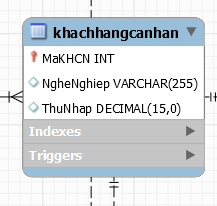 khachhangcanhan
MaKHCN INT
NgheNghiep VARCHAR(255)
ThuNhap DECIMAL(15,0)
Indexes
Triggers